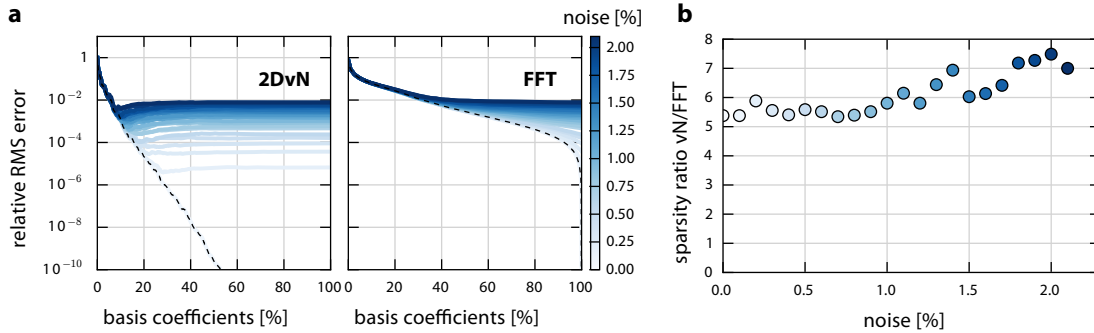 a
noise [%]
b
2DvN
FFT
relative RMS error
1
10⁻²
10⁻⁴
10⁻⁶
10⁻⁸
10⁻¹⁰
0 20 40 60 80 100
0 20 40 60 80 100
basis coefficients [%]
basis coefficients [%]
2.00
1.75
1.50
1.25
1.00
0.75
0.50
0.25
0.00
sparsity ratio vN/FFT
8
7
6
5
4
3
2
1
0
0.0 0.5 1.0 1.5 2.0
noise [%]